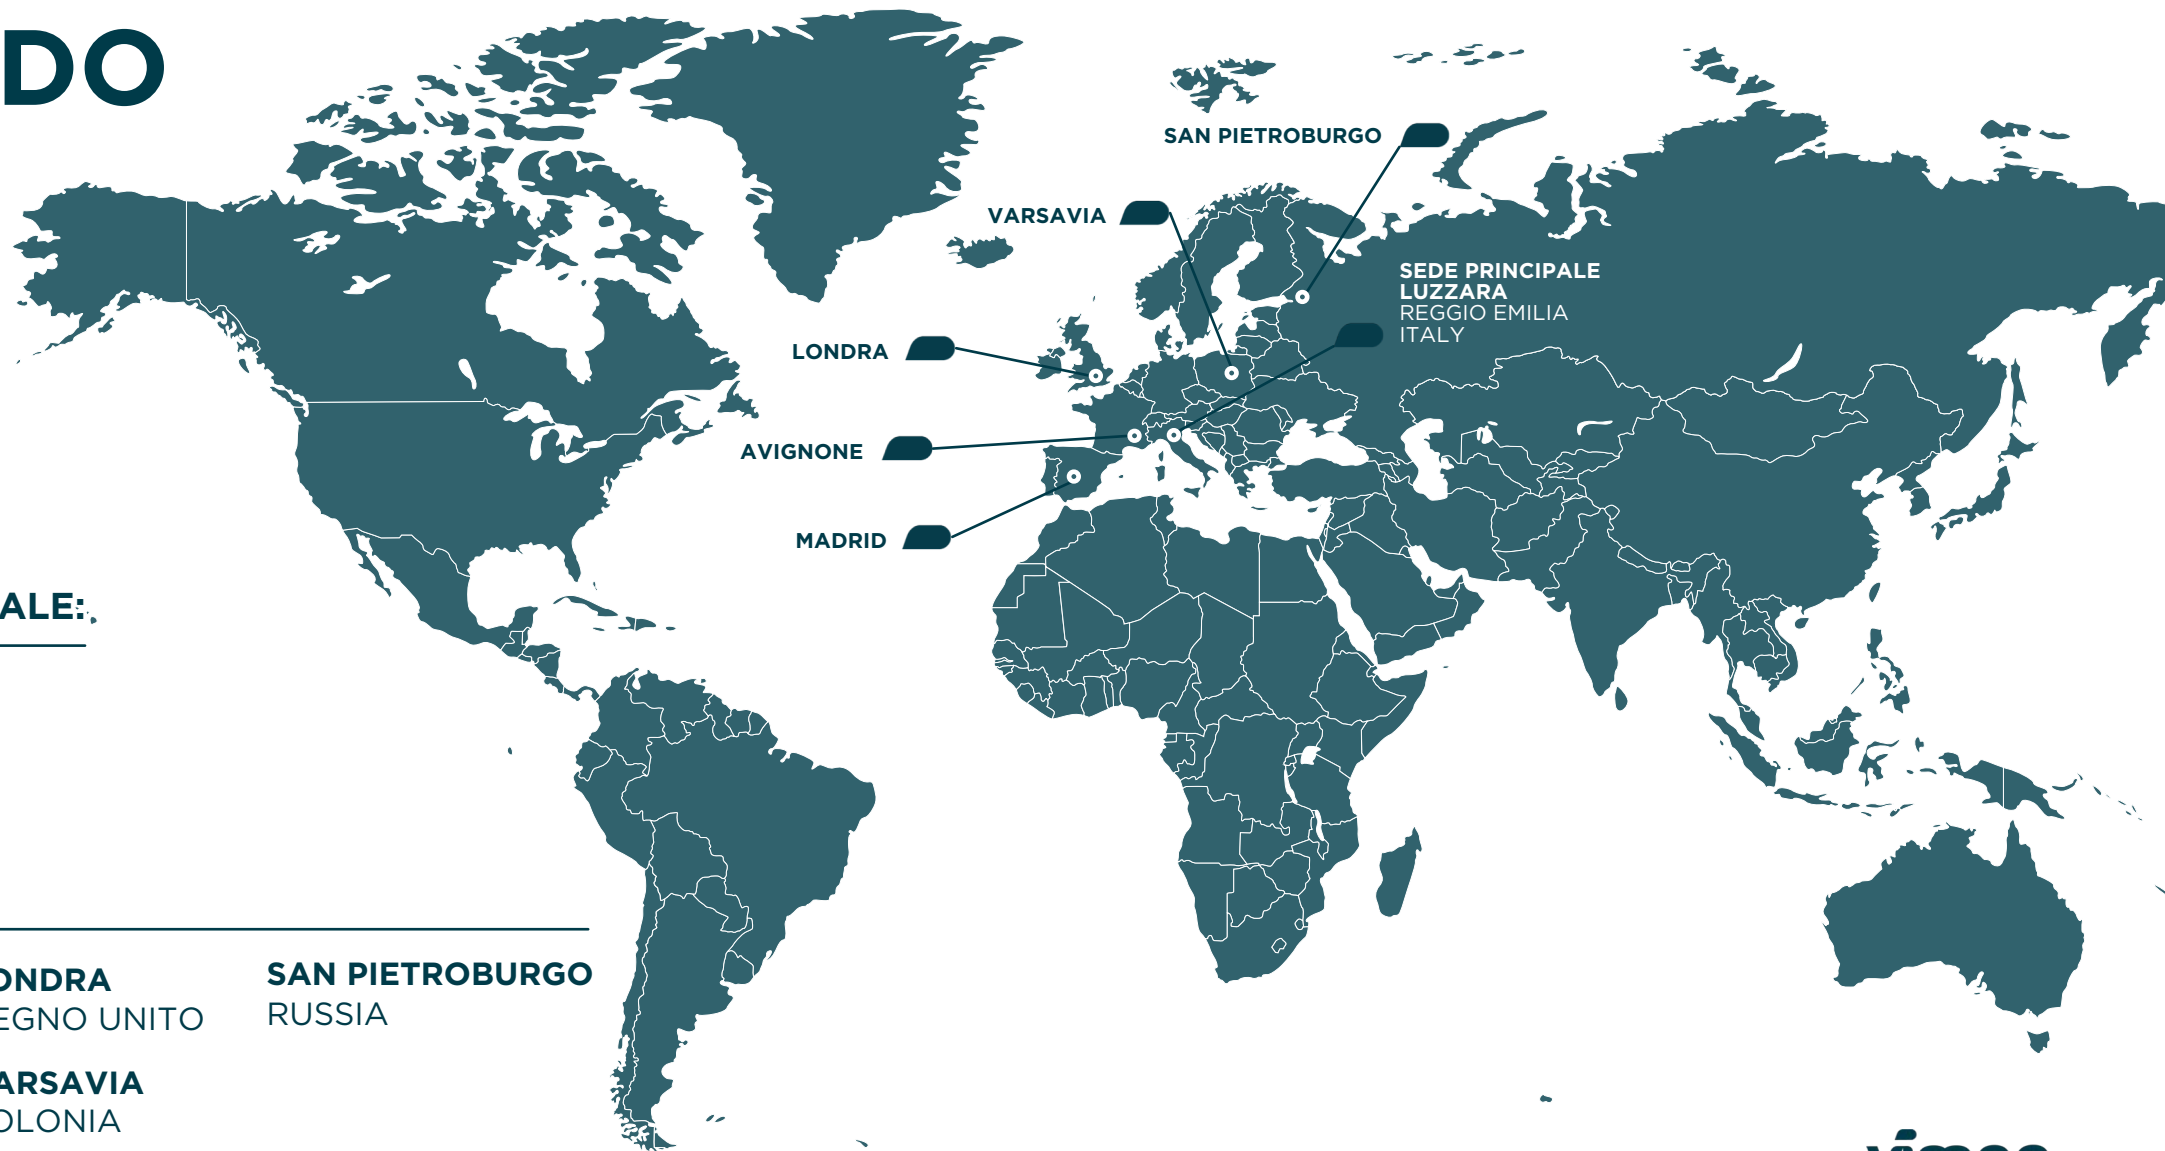 DO
SAN PIETROBURGO
VARSAVIA
SEDE PRINCIPALE
LUZZARA
REGGIO EMILIA
ITALY
LONDRA
AVIGNONE
MADRID
ALE:
ONDRA
EGNO UNITO
SAN PIETROBURGO
RUSSIA
ARSAVIA
OLONIA